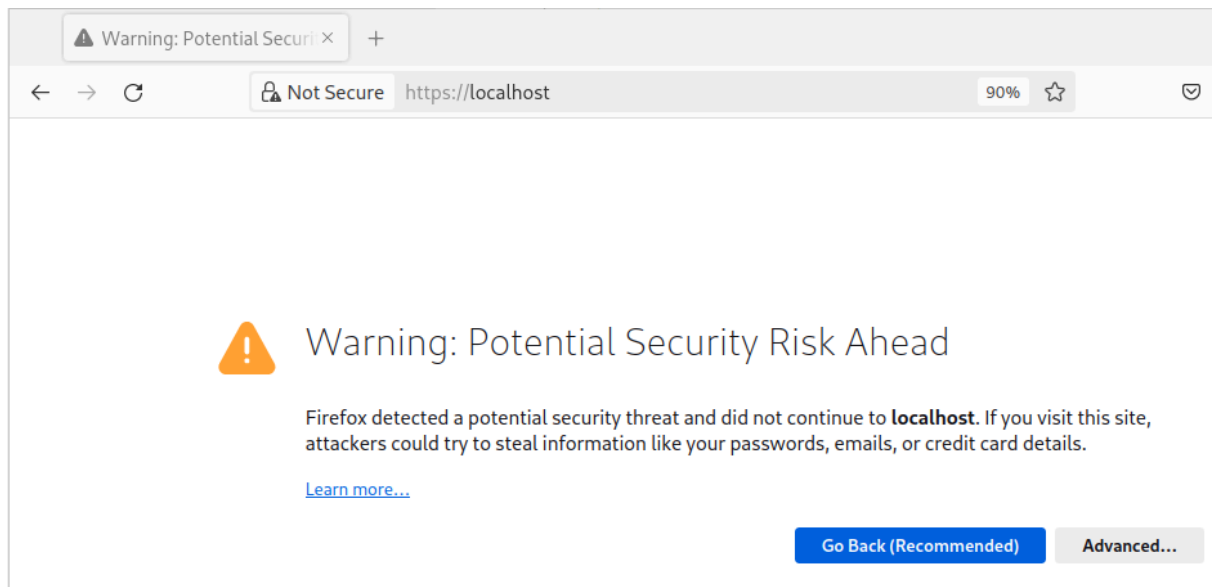 Warning: Potential Securi
Not Secure https://localhost 90%
Warning: Potential Security Risk Ahead
Firefox detected a potential security threat and did not continue to localhost. If you visit this site,
attackers could try to steal information like your passwords, emails, or credit card details.
Learn more…
Go Back (Recommended) Advanced…